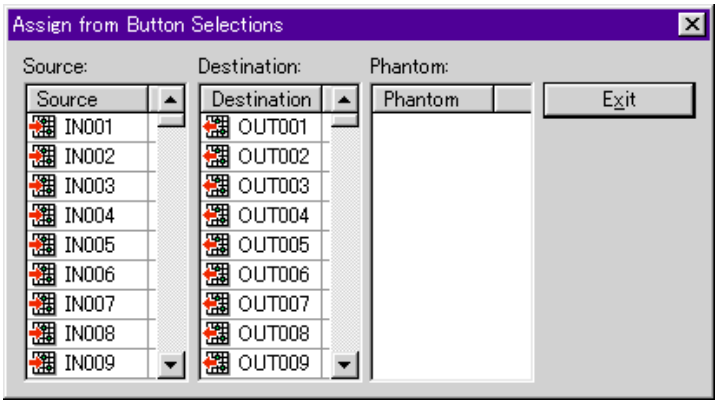 Assign from Button Selections
Source: Destination: Phantom:
Source Destination Phantom Exit
IN001 OUT001
IN002 OUT002
IN003 OUT003
IN004 OUT004
IN005 OUT005
IN006 OUT006
IN007 OUT007
IN008 OUT008
IN009 OUT009